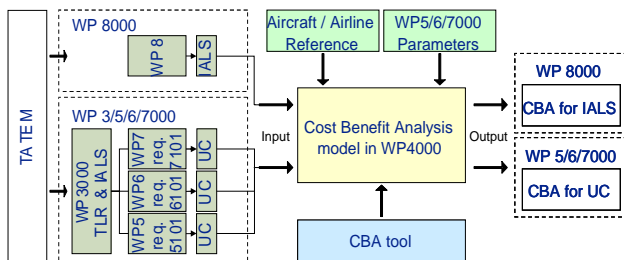 TATEM
WP 8000
WP 8
IALS
WP 3/5/6/7000
WP3000
TLR & IALS
WP7
req.
7101
UC
WP6
req.
6101
UC
WP5
req.
5101
UC
Aircraft / Airline
Reference
WP5/6/7000
Parameters
Input
Cost Benefit Analysis
model in WP4000
Output
CBA tool
WP 8000
CBA for IALS
WP 5/6/7000
CBA for UC